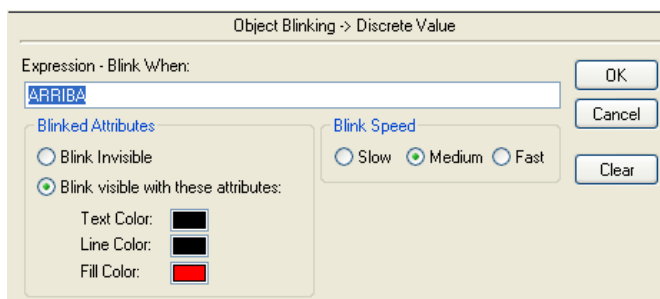 Object Blinking -> Discrete Value
Expression - Blink When:
ARRIBA
OK
Cancel
Clear
Blinked Attributes
Blink Invisible
Blink visible with these attributes:
Text Color:
Line Color:
Fill Color:
Blink Speed
Slow Medium Fast